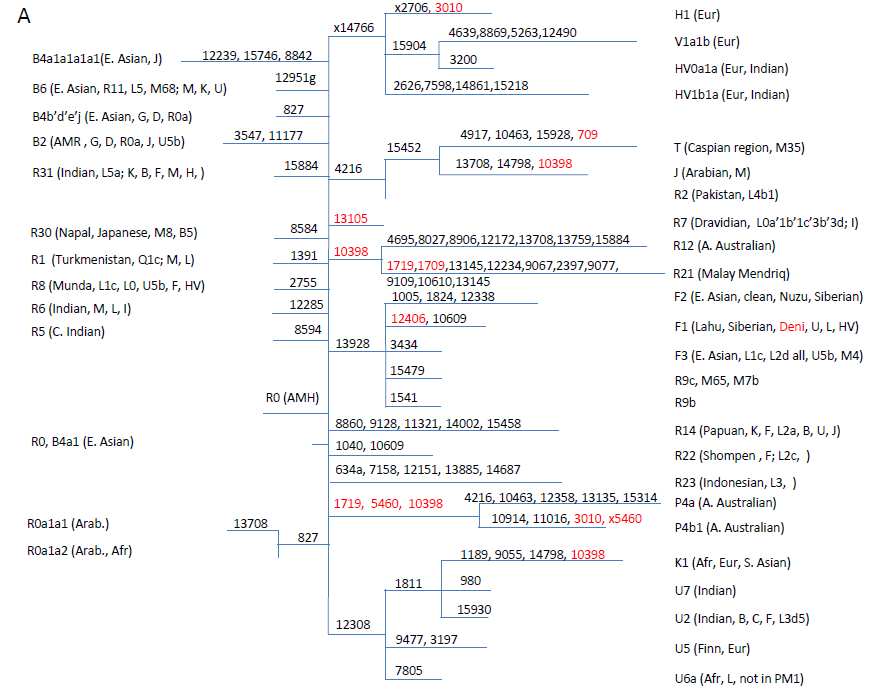 A
x2706, 3010
H1 (Eur)
x14766
4639,8869,5263,12490
V1a1b (Eur)
15904
B4a1a1a1a1(E. Asian, J)
12239, 15746, 8842
3200
HV0a1a (Eur, Indian)
12951g
B6 (E. Asian, R11, L5, M68; M, K, U)
2626,7598,14861,15218
HV1b1a (Eur, Indian)
827
B4b'd'e'j (E. Asian, G, D, R0a)
3547, 11177
B2 (AMR , G, D, R0a, J, U5b)
4917, 10463, 15928, 709
15452
T (Caspian region, M35)
15884
4216
R31 (Indian, L5a; K, B, F, M, H, )
13708, 14798, 10398
J (Arabian, M)
R2 (Pakistan, L4b1)
13105
R7 (Dravidian, L0a'1b'1c'3b'3d; I)
8584
R30 (Napal, Japanese, M8, B5)
4695,8027,8906,12172,13708,13759,15884
R12 (A. Australian)
1391
10398
R1 (Turkmenistan, Q1c; M, L)
1719,1709,13145,12234,9067,2397,9077,
9109,10610,13145
R21 (Malay Mendriq)
2755
R8 (Munda, L1c, L0, U5b, F, HV)
1005, 1824, 12338
F2 (E. Asian, clean, Nuzu, Siberian)
12285
R6 (Indian, M, L, I)
12406, 10609
F1 (Lahu, Siberian, Deni, U, L, HV)
8594
R5 (C. Indian)
13928
3434
F3 (E. Asian, L1c, L2d all, U5b, M4)
15479
R9c, M65, M7b
R0 (AMH)
1541
R9b
8860, 9128, 11321, 14002, 15458
R14 (Papuan, K, F, L2a, B, U, J)
R0, B4a1 (E. Asian)
1040, 10609
R22 (Shompen , F; L2c, )
634a, 7158, 12151, 13885, 14687
R23 (Indonesian, L3, )
1719, 5460, 10398
4216, 10463, 12358, 13135, 15314
P4a (A. Australian)
10914, 11016, 3010, x5460
P4b1 (A. Australian)
R0a1a1 (Arab.)
13708
827
R0a1a2 (Arab., Afr)
1189, 9055, 14798, 10398
K1 (Afr, Eur, S. Asian)
1811
980
U7 (Indian)
15930
U2 (Indian, B, C, F, L3d5)
12308
9477, 3197
U5 (Finn, Eur)
7805
U6a (Afr, L, not in PM1)